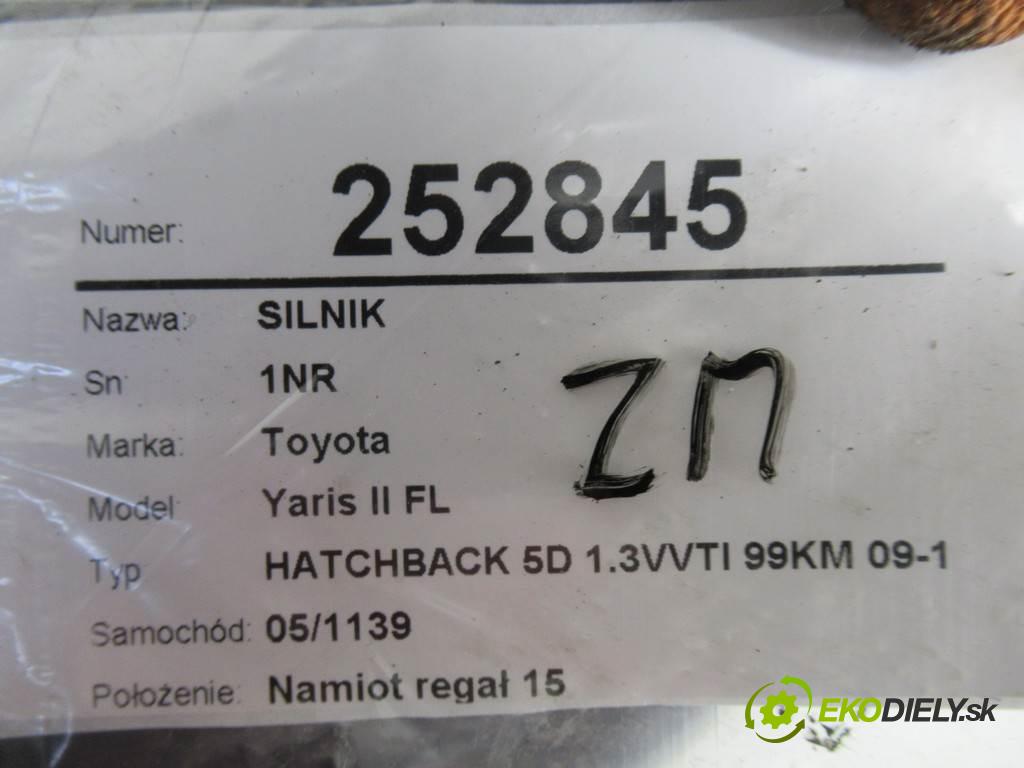 Numer: 252845
Nazwa: SILNIK
Sn: 1NR
Marka: Toyota
Model: Yaris II FL
Typ HATCHBACK 5D 1.3VVTI 99KM 09-1
Samochód: 05/1139
Położenie: Namiot regał 15
ZM
EKODIELY.sk